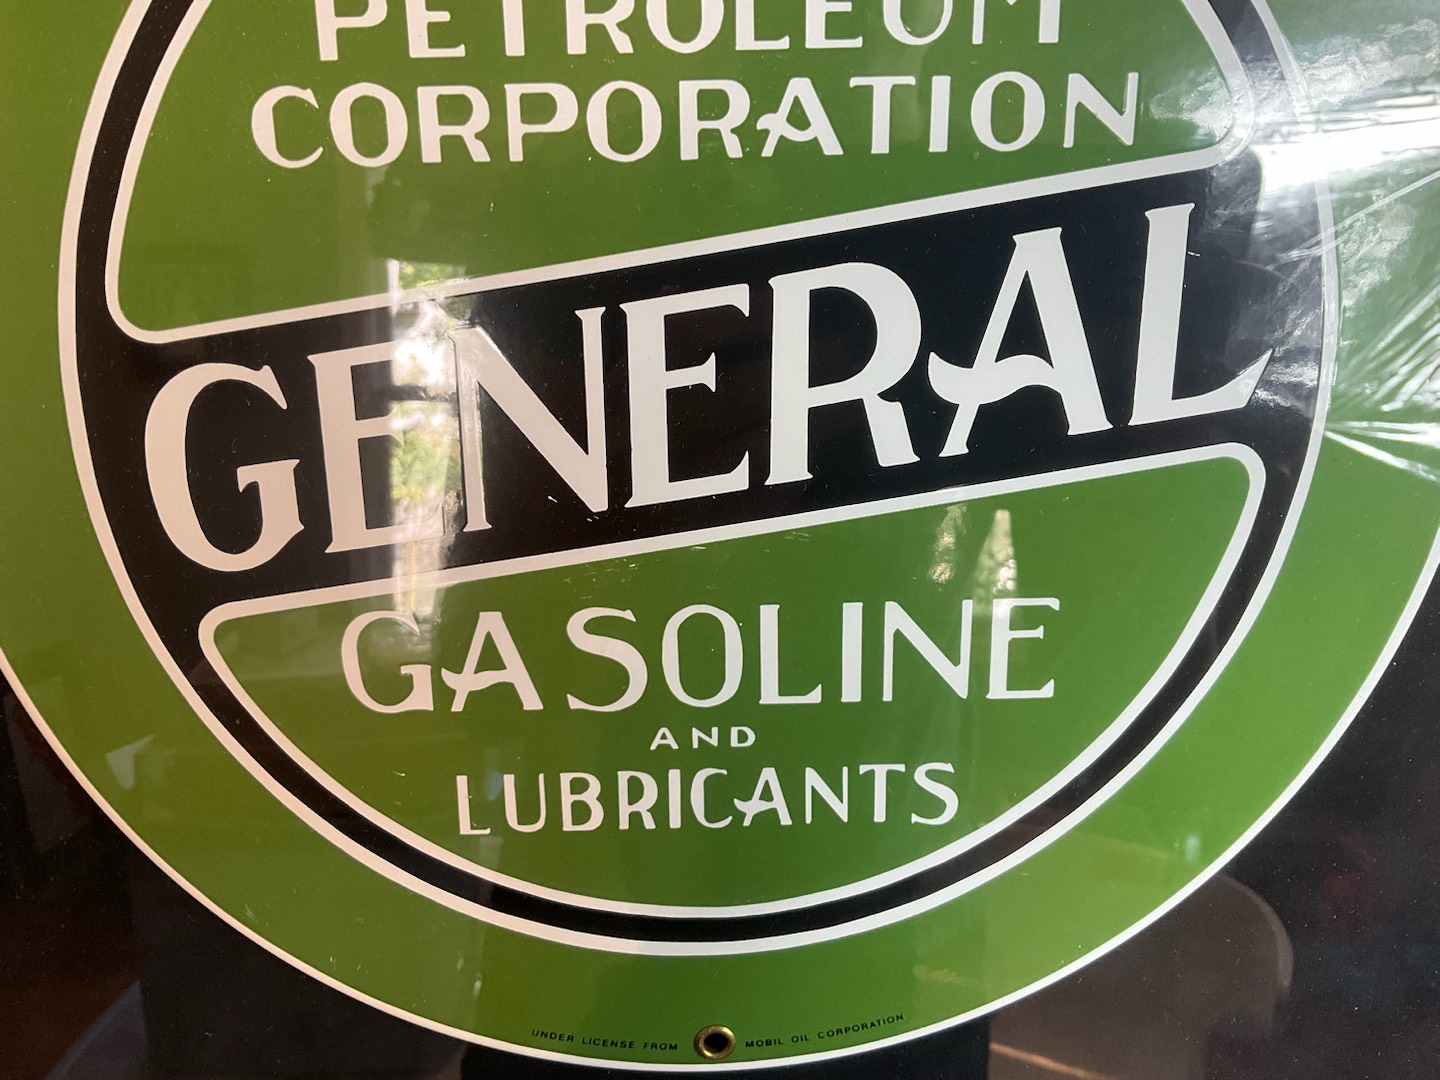 PETROLEUM
CORPORATION
GENERAL
GASOLINE
AND
LUBRICANTS
UNDER LICENSE FROM MOBIL OIL CORPORATION